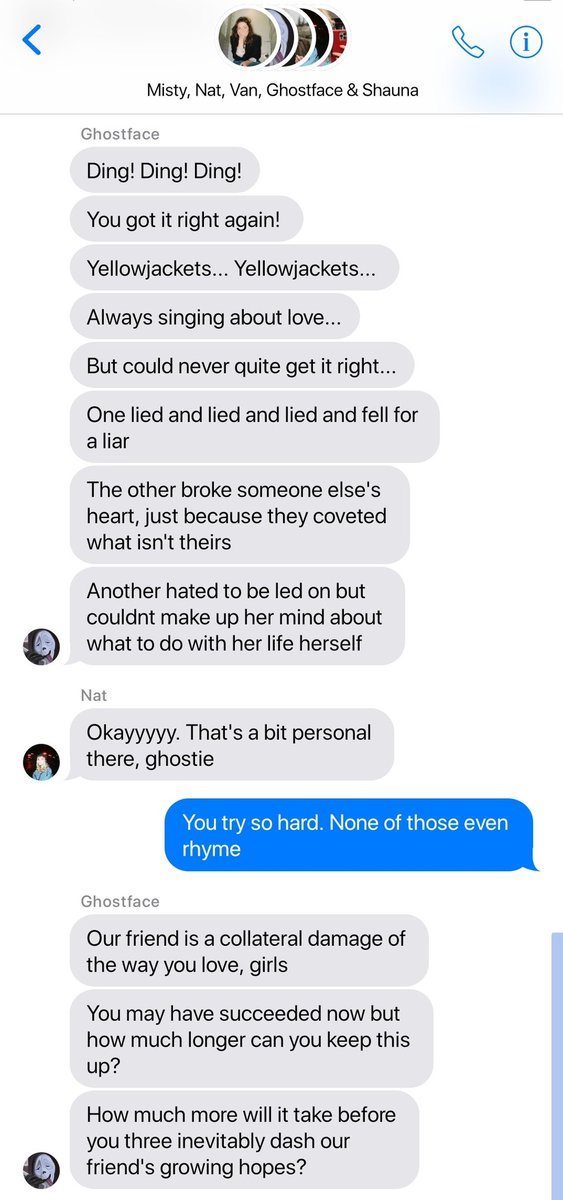 Misty, Nat, Van, Ghostface & Shauna
Ghostface
Ding! Ding! Ding!
You got it right again!
Yellowjackets... Yellowjackets...
Always singing about love...
But could never quite get it right...
One lied and lied and lied and fell for
a liar
The other broke someone else's
heart, just because they coveted
what isn't theirs
Another hated to be led on but
couldnt make up her mind about
what to do with her life herself
Nat
Okayyyyy. That's a bit personal
there, ghostie
You try so hard. None of those even
rhyme
Ghostface
Our friend is a collateral damage of
the way you love, girls
You may have succeeded now but
how much longer can you keep this
up?
How much more will it take before
you three inevitably dash our
friend's growing hopes?